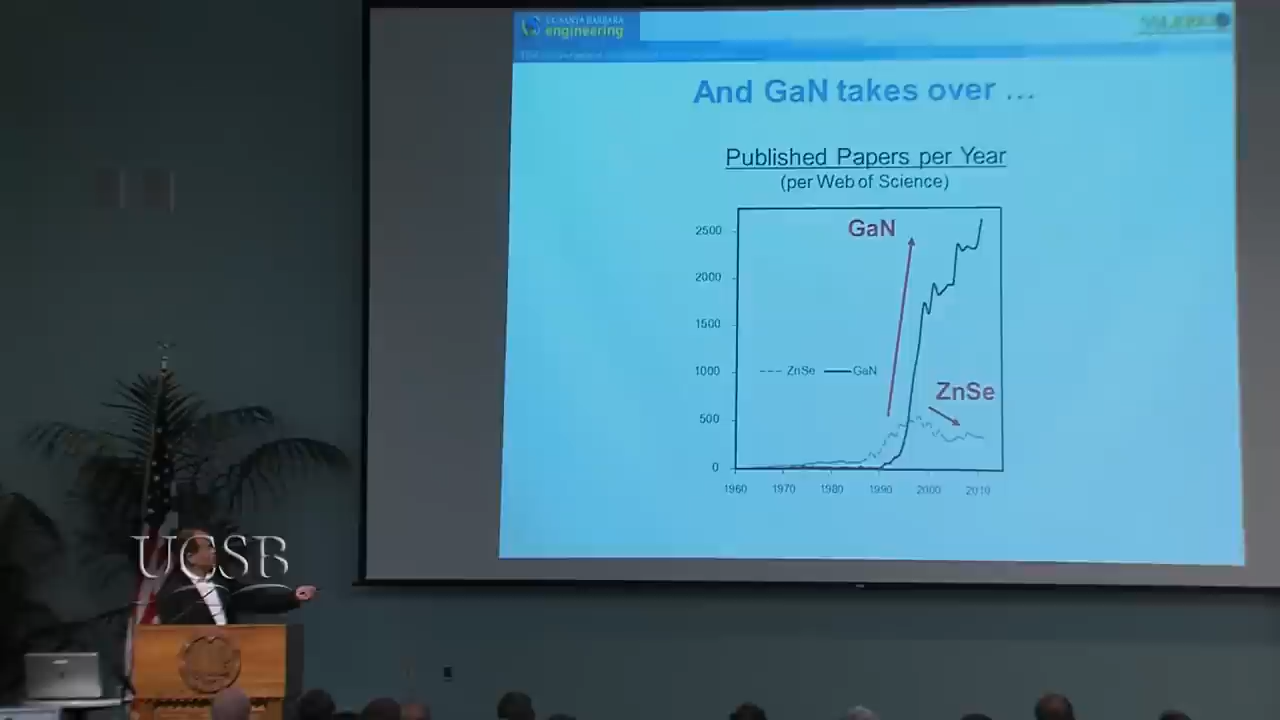 UC SANTA BARBARA
engineering
And GaN takes over ...
Published Papers per Year
(per Web of Science)
GaN
2500
2000
1500
1000
500
0
ZnSe
GaN
ZnSe
1960 1970 1980 1990 2000 2010
UCSB